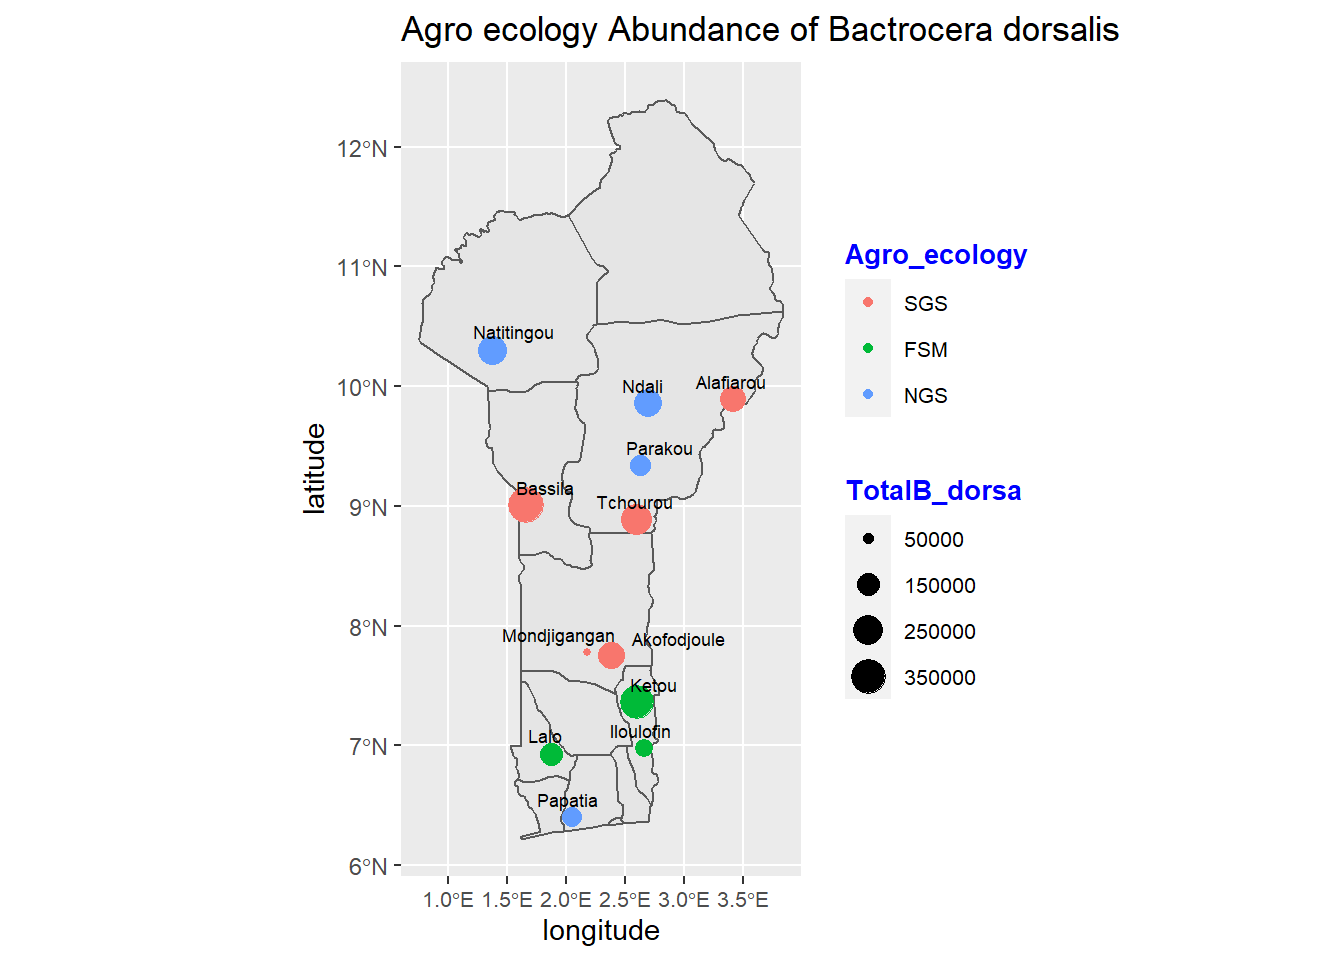 Agro ecology Abundance of Bactrocera dorsalis
12°N
11°N
10°N
9°N
8°N
7°N
6°N
latitude
Natitingou
Ndali
Alafiarou
Parakou
Bassila
Tchourou
Mondjigangan
Akofodjoule
Ketou
Iloulofin
Lalo
Papatia
1.0°E 1.5°E 2.0°E 2.5°E 3.0°E 3.5°E
longitude
Agro_ecology
SGS
FSM
NGS
TotalB_dorsa
50000
150000
250000
350000